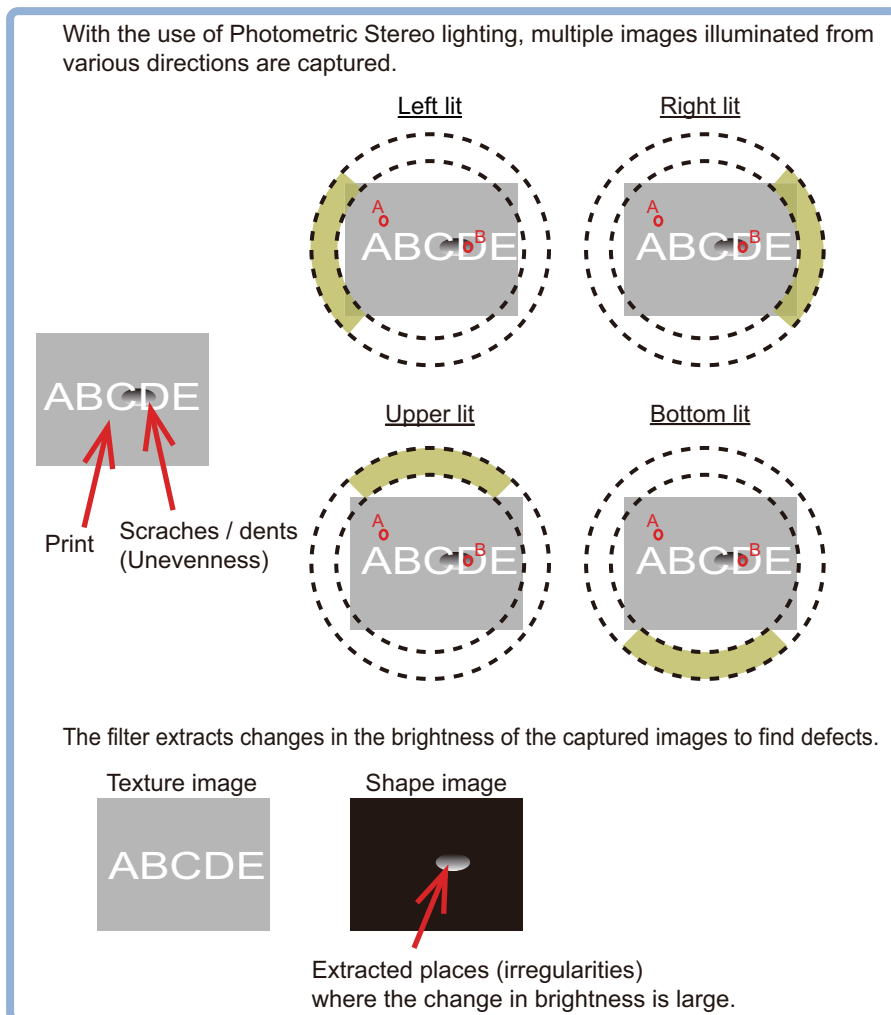 With the use of Photometric Stereo lighting, multiple images illuminated from
various directions are captured.
Left lit
Right lit
A
ABCDE
B
A
ABCDE
B
ABCDE
Print
Scraches / dents
(Unevenness)
Upper lit
Bottom lit
A
ABCDE
B
A
ABCDE
B
The filter extracts changes in the brightness of the captured images to find defects.
Texture image
Shape image
ABCDE
Extracted places (irregularities)
where the change in brightness is large.